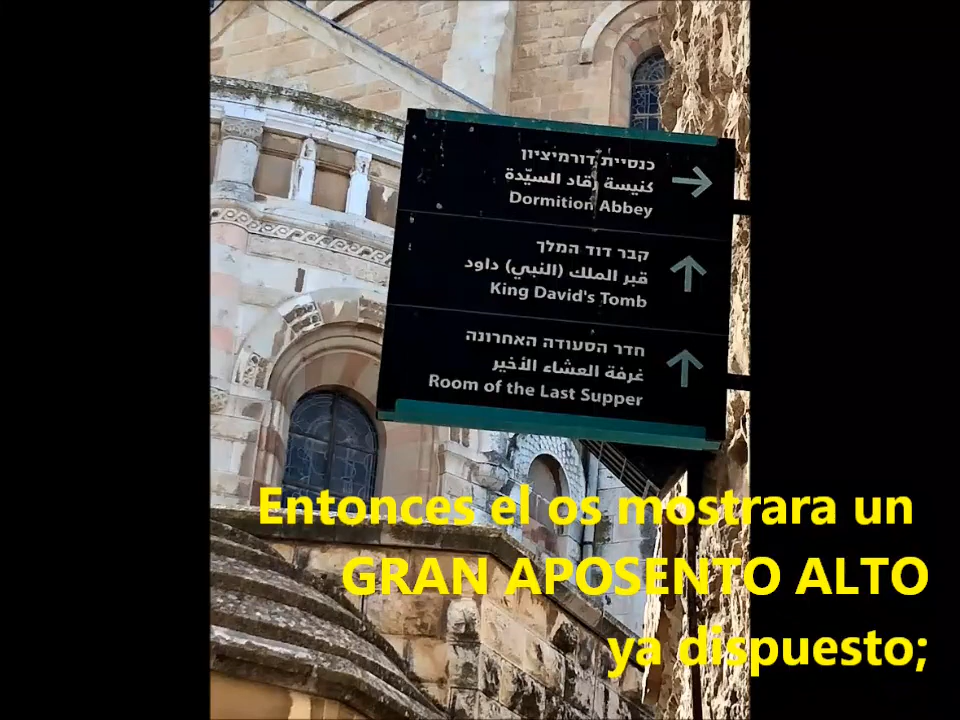 כנסיית דורמיציון
كنيسة رقاد السيّدة
Dormition Abbey
קבר דוד המלך
قبر الملك (النبي) داود
King David's Tomb
חדר הסעודה האחרונה
غرفة العشاء الأخير
Room of the Last Supper
Entonces el os mostrara un
GRAN APOSENTO ALTO
ya dispuesto;